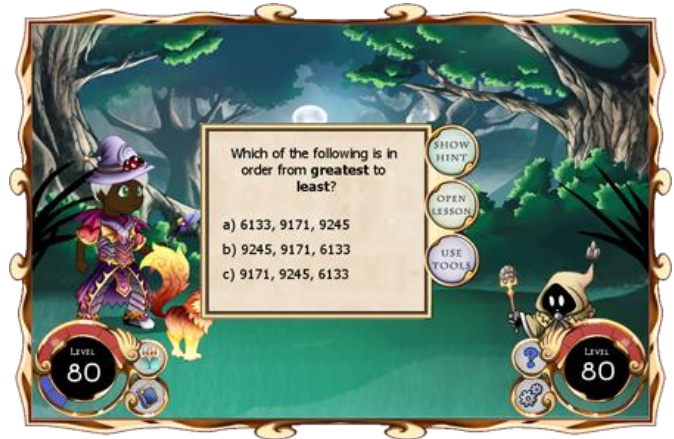 Which of the following is in
order from greatest to
least?
a) 6133, 9171, 9245
b) 9245, 9171, 6133
c) 9171, 9245, 6133
SHOW
HINT
OPEN
LESSON
USE
TOOLS
LEVEL
80
?
LEVEL
80